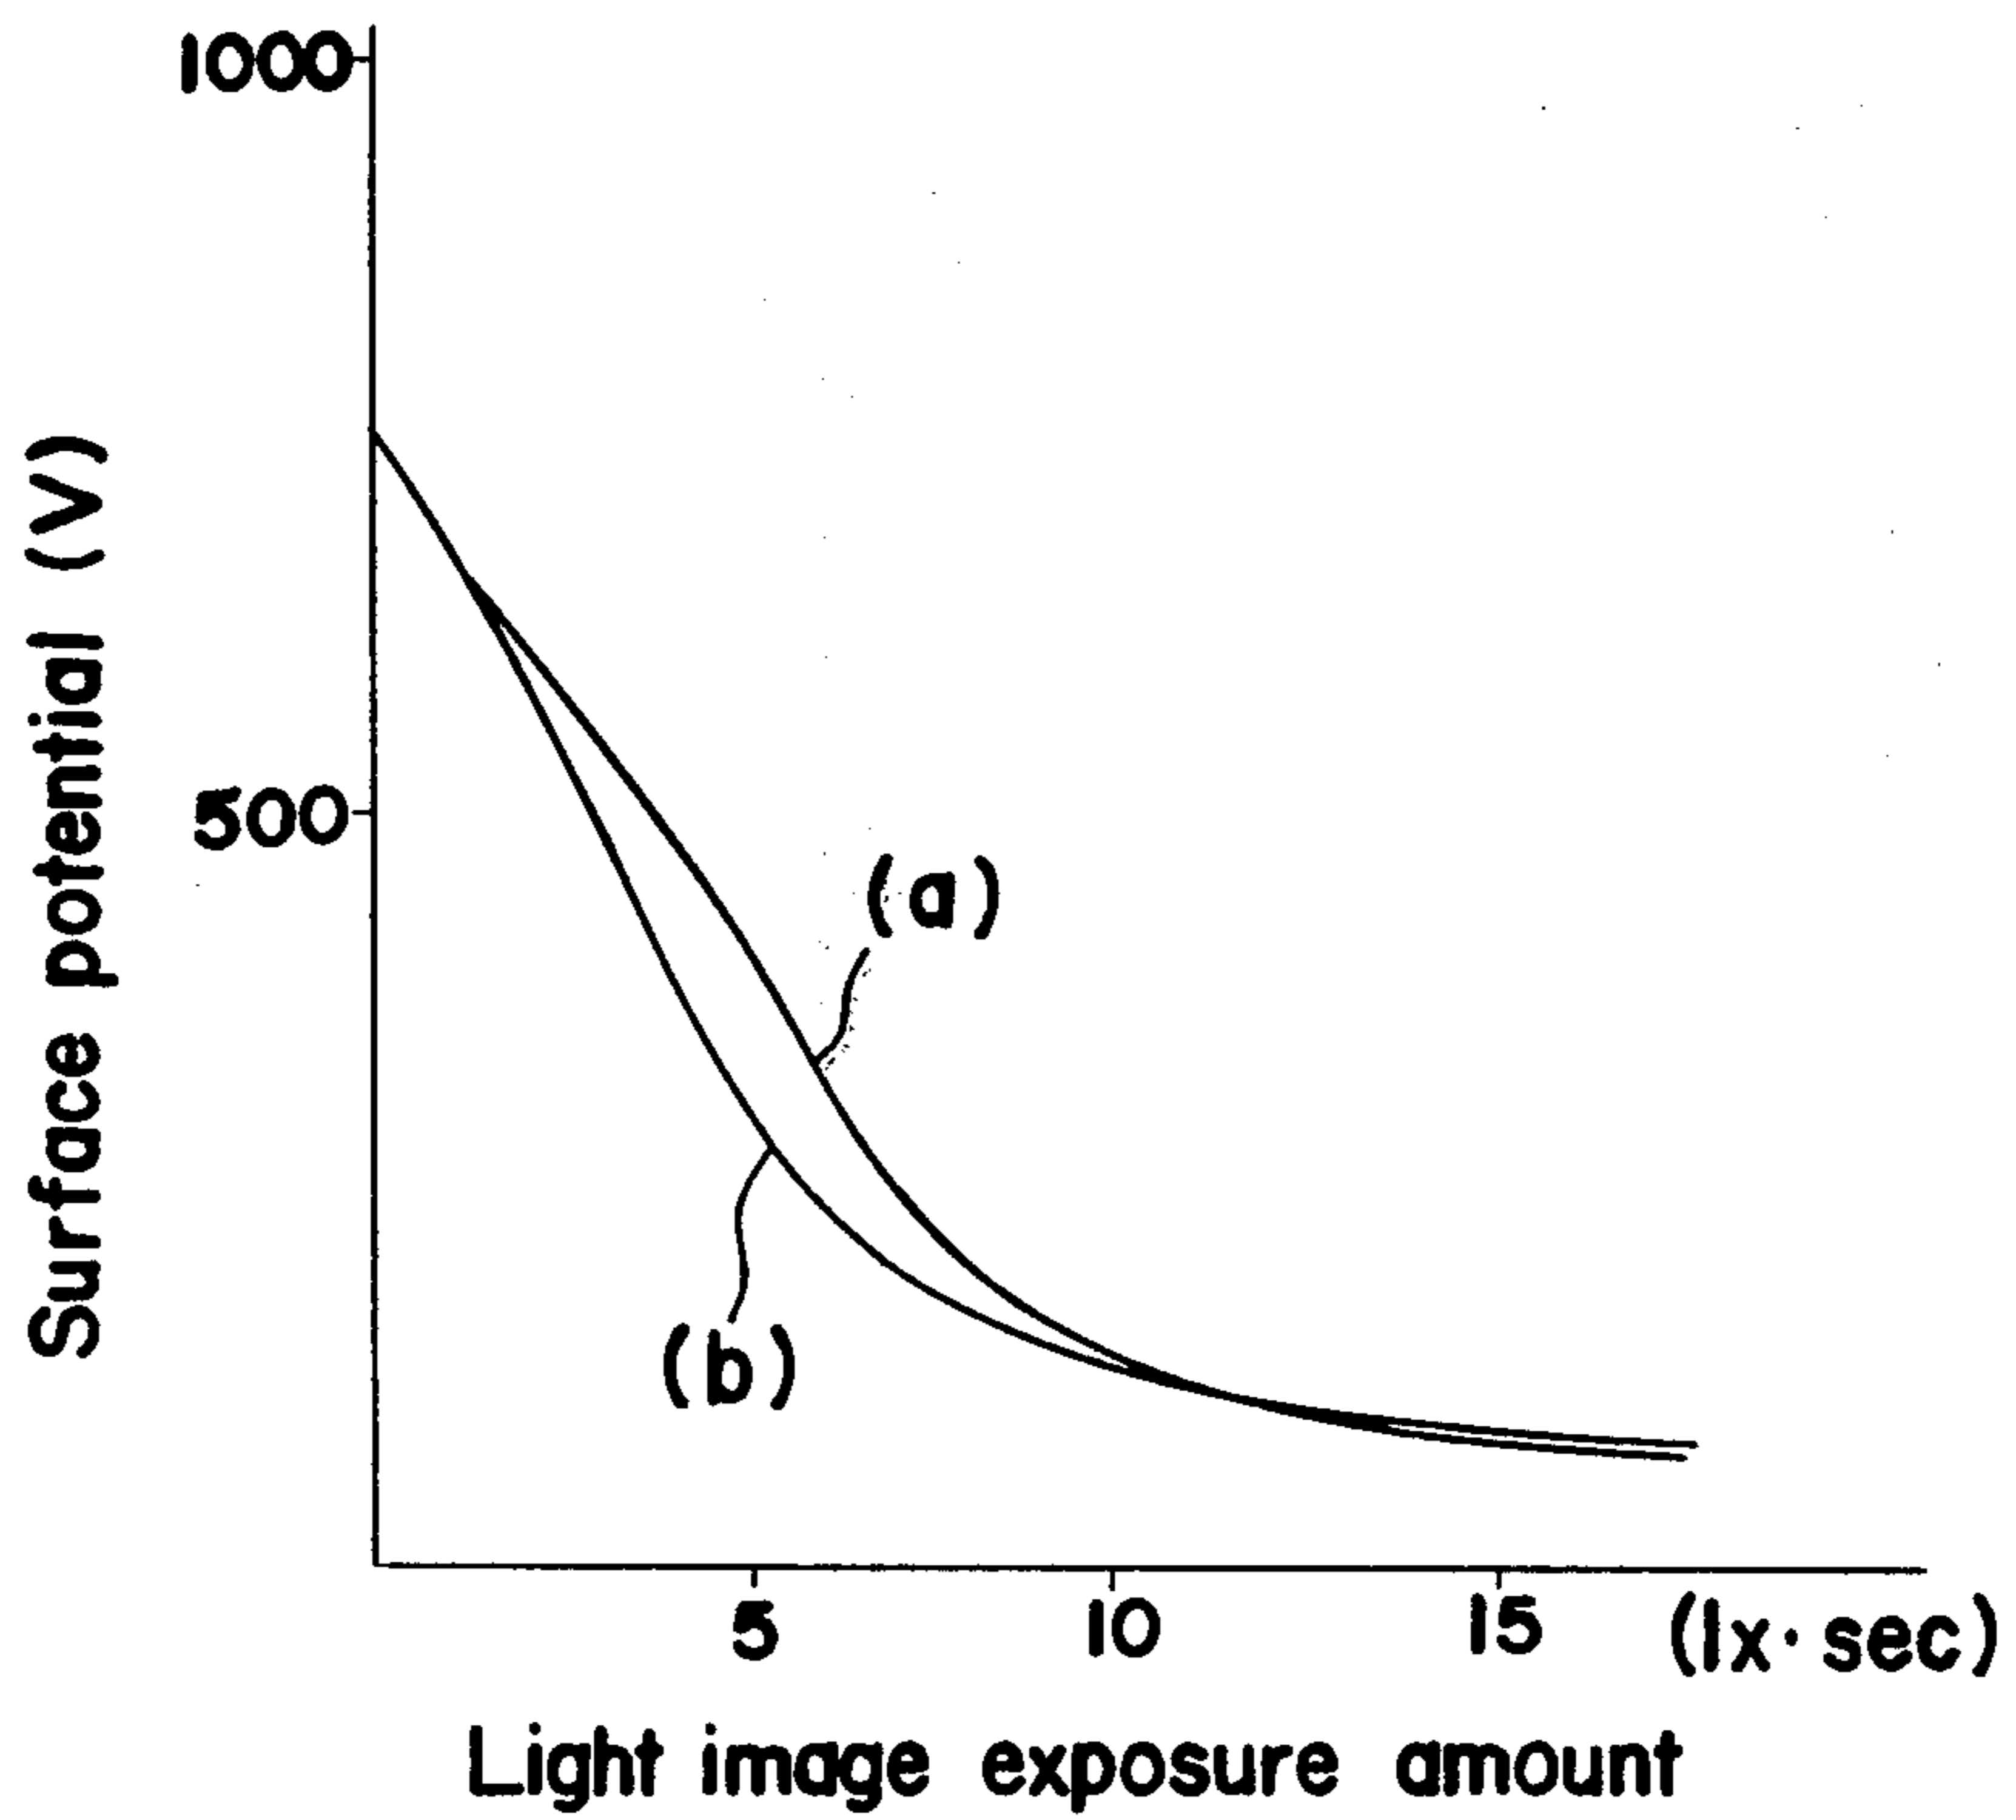 1000
500
Surface potential (V)
(a)
(b)
5 10 15 (lx·sec)
Light image exposure amount